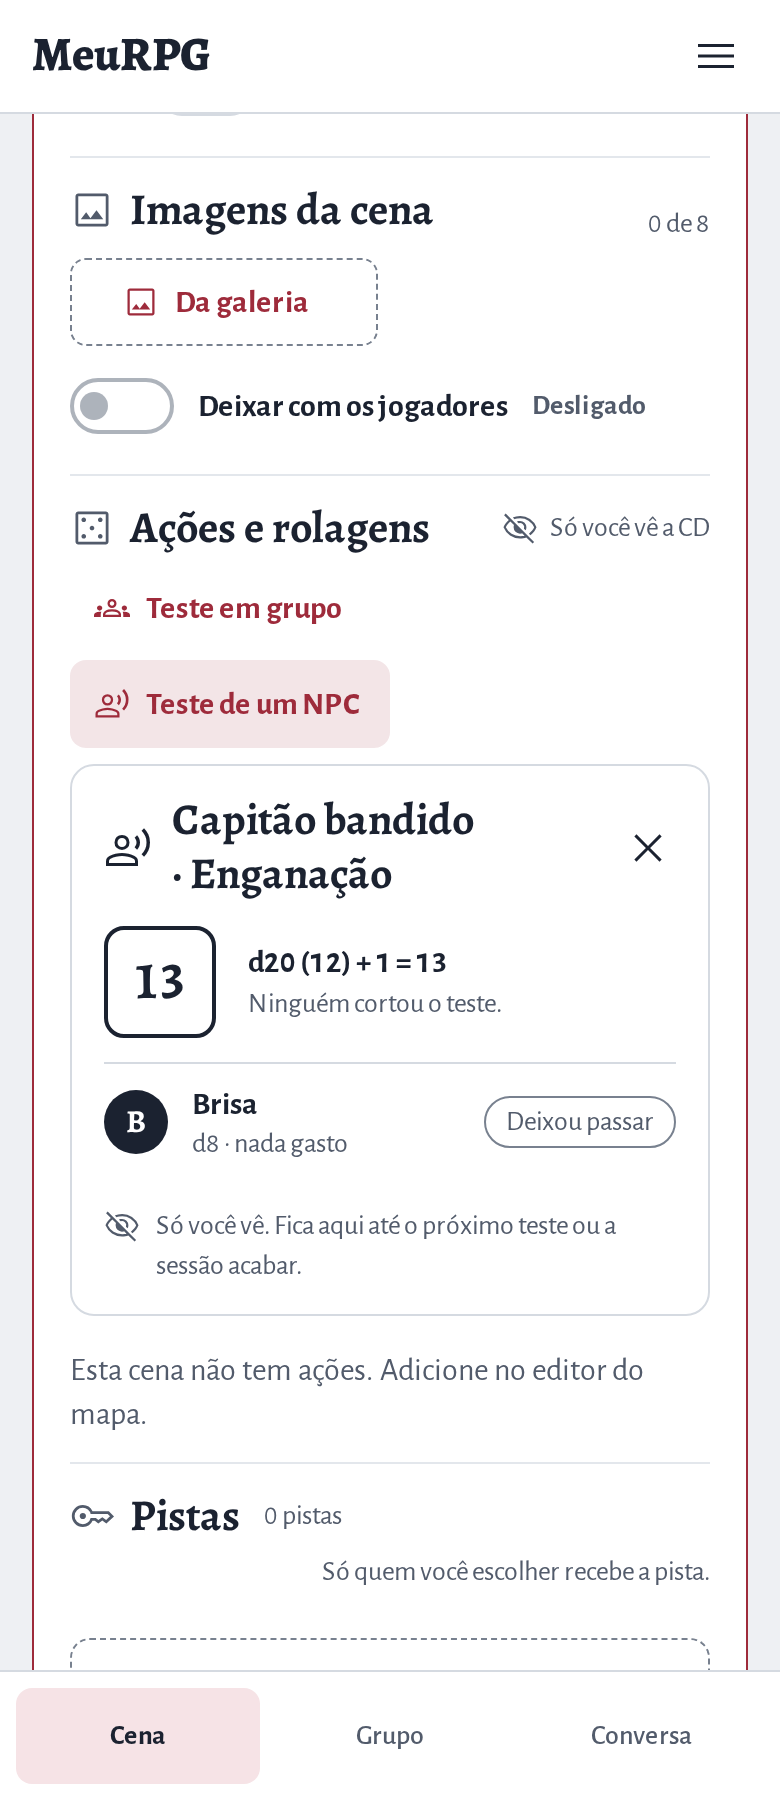 MeuRPG
Imagens da cena
0 de 8
Da galeria
Deixar com os jogadores Desligado
Ações e rolagens
Só você vê a CD
Teste em grupo
Teste de um NPC
Capitão bandido
· Enganação
13
d20 (12) + 1 = 13
Ninguém cortou o teste.
B
Brisa
d8 · nada gasto
Deixou passar
Só você vê. Fica aqui até o próximo teste ou a
sessão acabar.
Esta cena não tem ações. Adicione no editor do
mapa.
Pistas 0 pistas
Só quem você escolher recebe a pista.
Cena Grupo Conversa